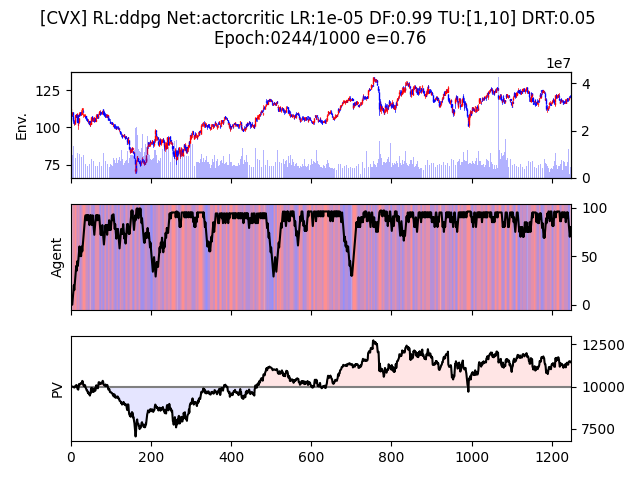 [CVX] RL:ddpg Net:actorcritic LR:1e-05 DF:0.99 TU:[1,10] DRT:0.05
Epoch:0244/1000 e=0.76
1e7
Env.
125
100
75
4
2
0
Agent
100
50
0
PV
12500
10000
7500
0 200 400 600 800 1000 1200